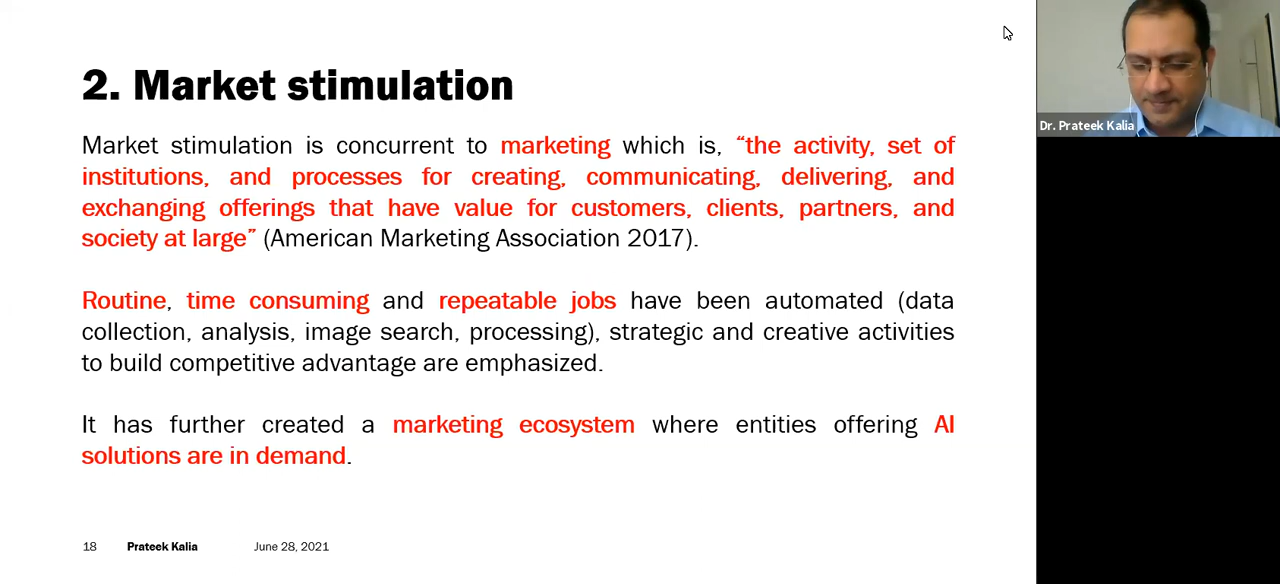 2. Market stimulation
Market stimulation is concurrent to marketing which is, “the activity, set of
institutions, and processes for creating, communicating, delivering, and
exchanging offerings that have value for customers, clients, partners, and
society at large” (American Marketing Association 2017).
Routine, time consuming and repeatable jobs have been automated (data
collection, analysis, image search, processing), strategic and creative activities
to build competitive advantage are emphasized.
It has further created a marketing ecosystem where entities offering AI
solutions are in demand.
18 Prateek Kalia June 28, 2021
Dr. Prateek Kalia